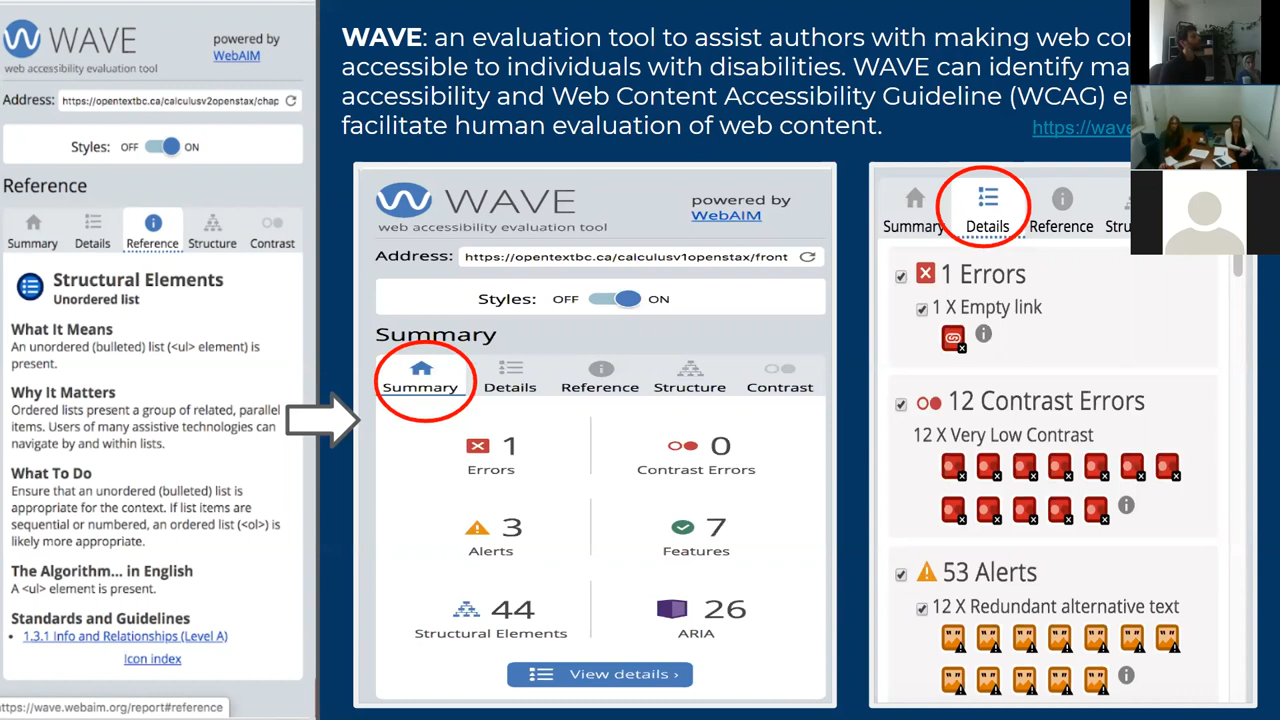 WAVE
powered by
WebAIM
web accessibility evaluation tool
Address: https://opentextbc.ca/calculusv2openstax/chap
Styles: OFF ON
Reference
Summary Details Reference Structure Contrast
Structural Elements
Unordered list
What It Means
An unordered (bulleted) list (<ul> element) is
present.
Why It Matters
Ordered lists present a group of related, parallel
items. Users of many assistive technologies can
navigate by and within lists.
What To Do
Ensure that an unordered (bulleted) list is
appropriate for the context. If list items are
sequential or numbered, an ordered list (<ol>) is
likely more appropriate.
The Algorithm... in English
A <ul> element is present.
Standards and Guidelines
• 1.3.1 Info and Relationships (Level A)
Icon index
https://wave.webaim.org/report#reference
WAVE: an evaluation tool to assist authors with making web
accessible to individuals with disabilities. WAVE can identify
accessibility and Web Content Accessibility Guideline (WCAG)
facilitate human evaluation of web content.
https://wave
WAVE
powered by
WebAIM
web accessibility evaluation tool
Address: https://opentextbc.ca/calculusv1openstax/front
Styles: OFF ON
Summary
Summary Details Reference Structure Contrast
1 Errors
0 Contrast Errors
3 Alerts
7 Features
44 Structural Elements
26 ARIA
View details ›
Summary Details Reference Stru
1 Errors
1 X Empty link
12 Contrast Errors
12 X Very Low Contrast
53 Alerts
12 X Redundant alternative text